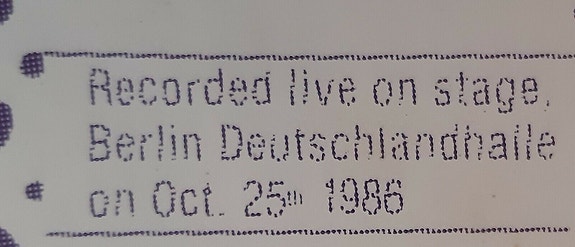 Recorded live on stage,
Berlin Deutschlandhalle
on Oct. 25th 1986